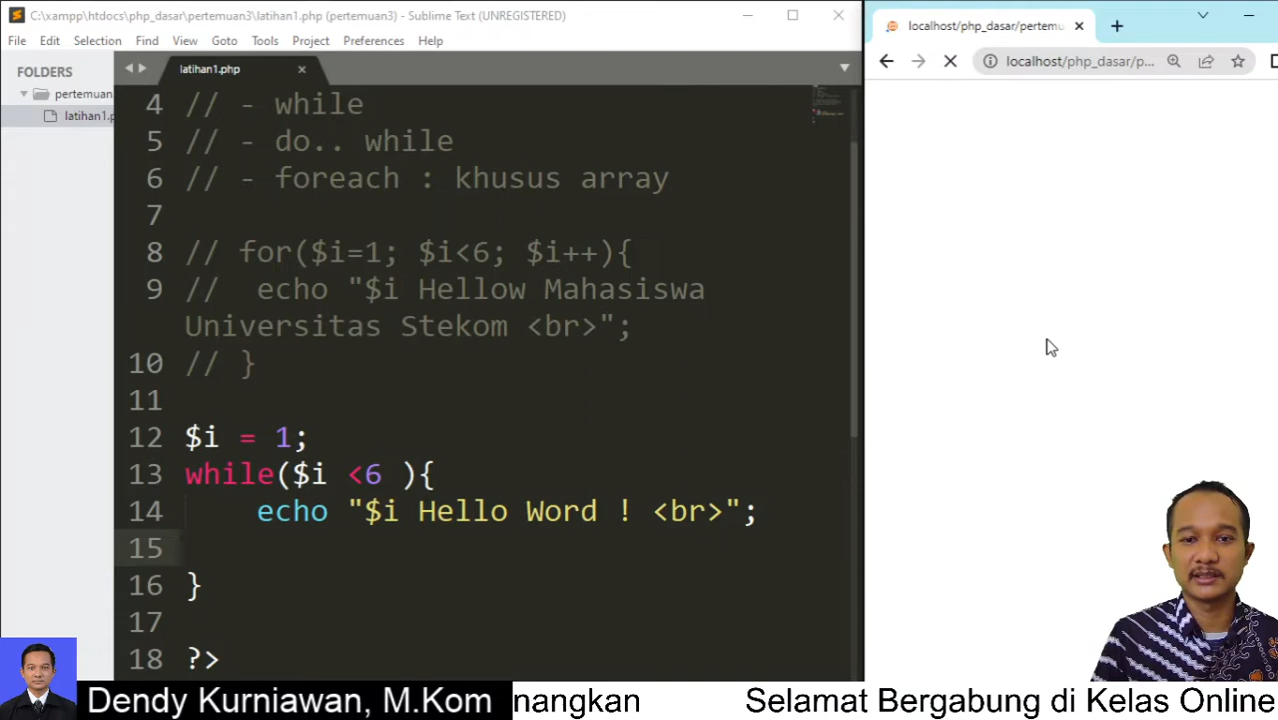 C:\xampp\htdocs\php_dasar\pertemuan3\latihan1.php (pertemuan3) - Sublime Text (UNREGISTERED)
File Edit Selection Find View Goto Tools Project Preferences Help
FOLDERS
pertemuan
latihan1.p
latihan1.php
4 // - while
5 // - do.. while
6 // - foreach : khusus array
7
8 // for($i=1; $i<6; $i++){
9 //  echo "$i Hellow Mahasiswa
Universitas Stekom <br>";
10 // }
11
12 $i = 1;
13 while($i <6 ){
14     echo "$i Hello Word ! <br>";
15
16 }
17
18 ?>
localhost/php_dasar/pertemu
localhost/php_dasar/p...
Dendy Kurniawan, M.Kom
nangkan Selamat Bergabung di Kelas Online